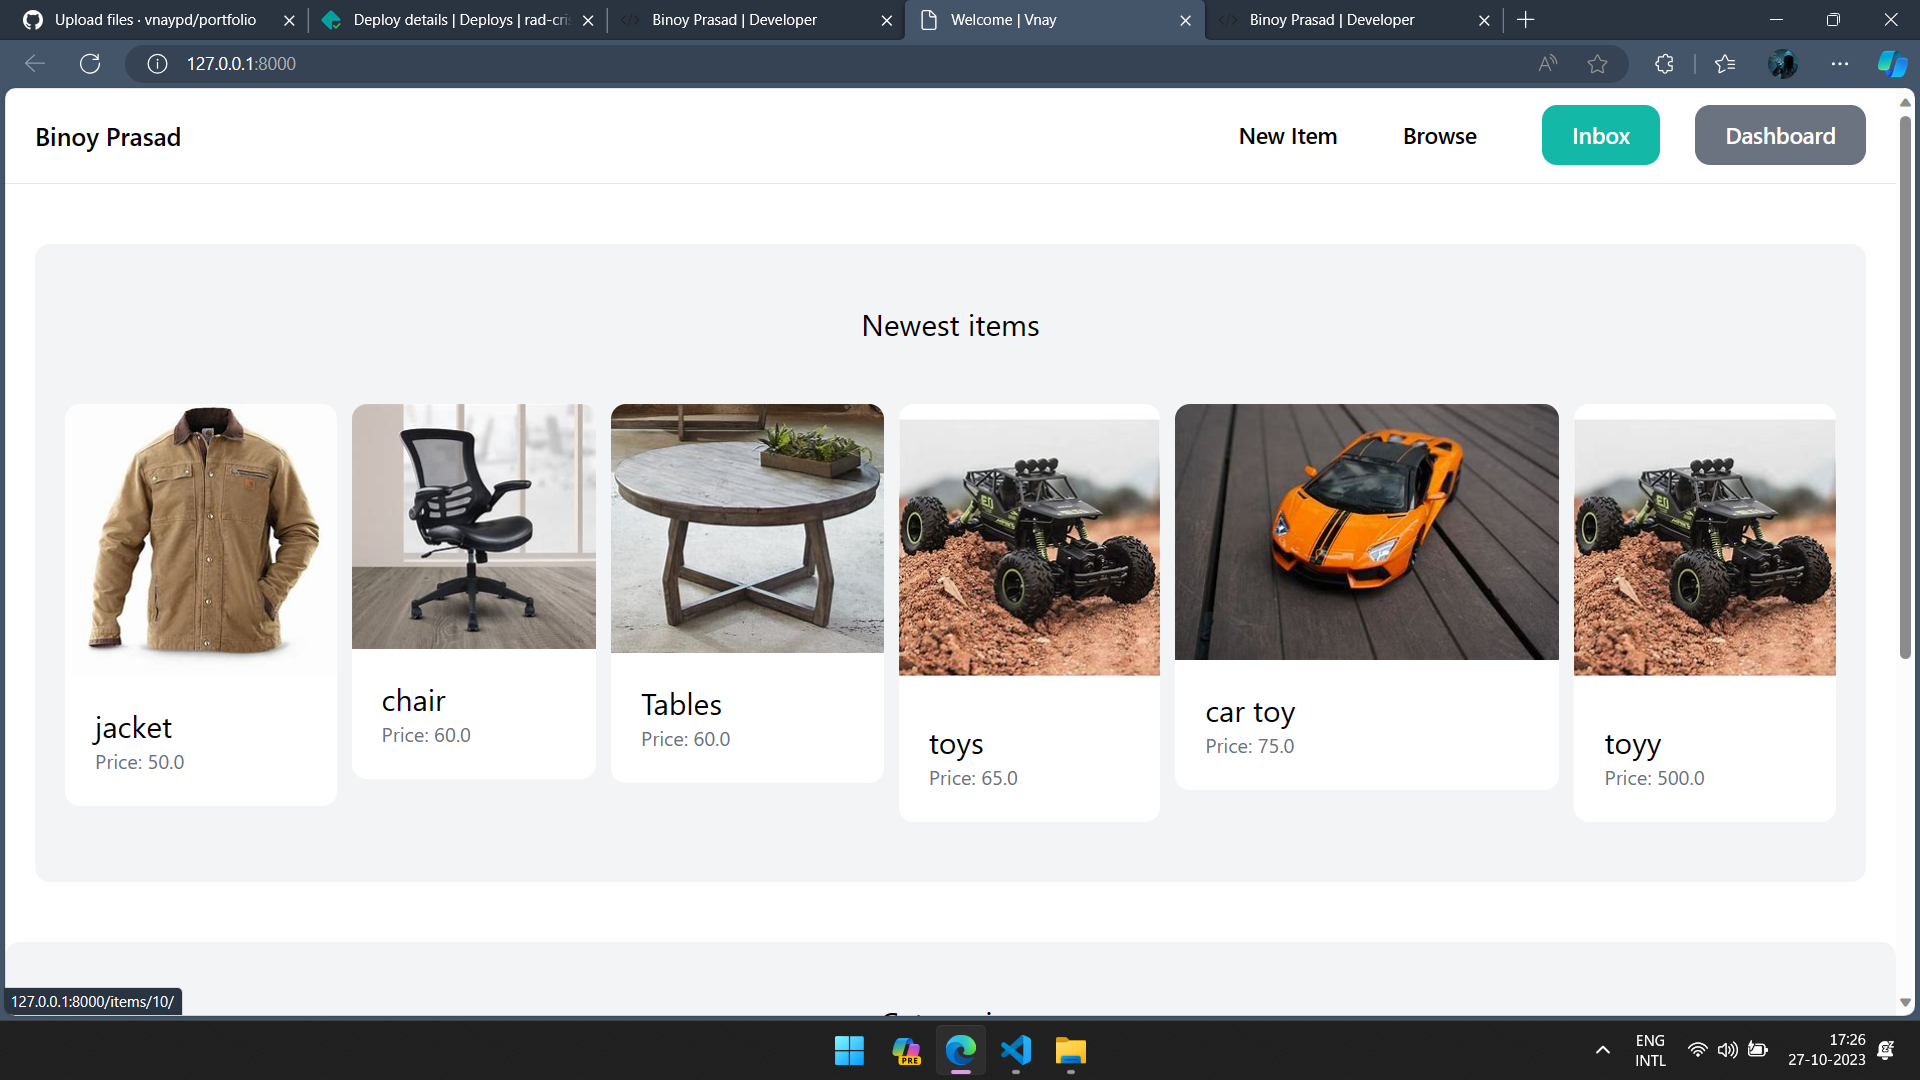 Upload files · vnaypd/portfolio
Deploy details | Deploys | rad-cris
Binoy Prasad | Developer
Welcome | Vnay
Binoy Prasad | Developer
127.0.0.1:8000
Binoy Prasad
New Item
Browse
Inbox
Dashboard
Newest items
jacket
Price: 50.0
chair
Price: 60.0
Tables
Price: 60.0
toys
Price: 65.0
car toy
Price: 75.0
toyy
Price: 500.0
127.0.0.1:8000/items/10/
PRE
ENG
INTL
17:26
27-10-2023